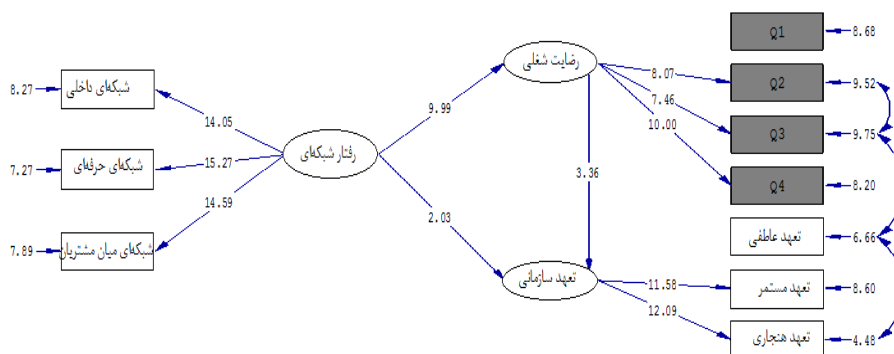 Q1
8.68
رضایت شغلی
8.07
Q2
9.52
8.27
شبکه‌ای داخلی
9.99
7.46
14.05
10.00
Q3
9.75
رفتار شبکه‌ای
7.27
شبکه‌ای حرفه‌ای
15.27
3.36
Q4
8.20
14.59
2.03
تعهد عاطفی
6.66
7.89
شبکه‌ای میان مشتریان
تعهد سازمانی
11.58
تعهد مستمر
8.60
12.09
تعهد هنجاری
4.48